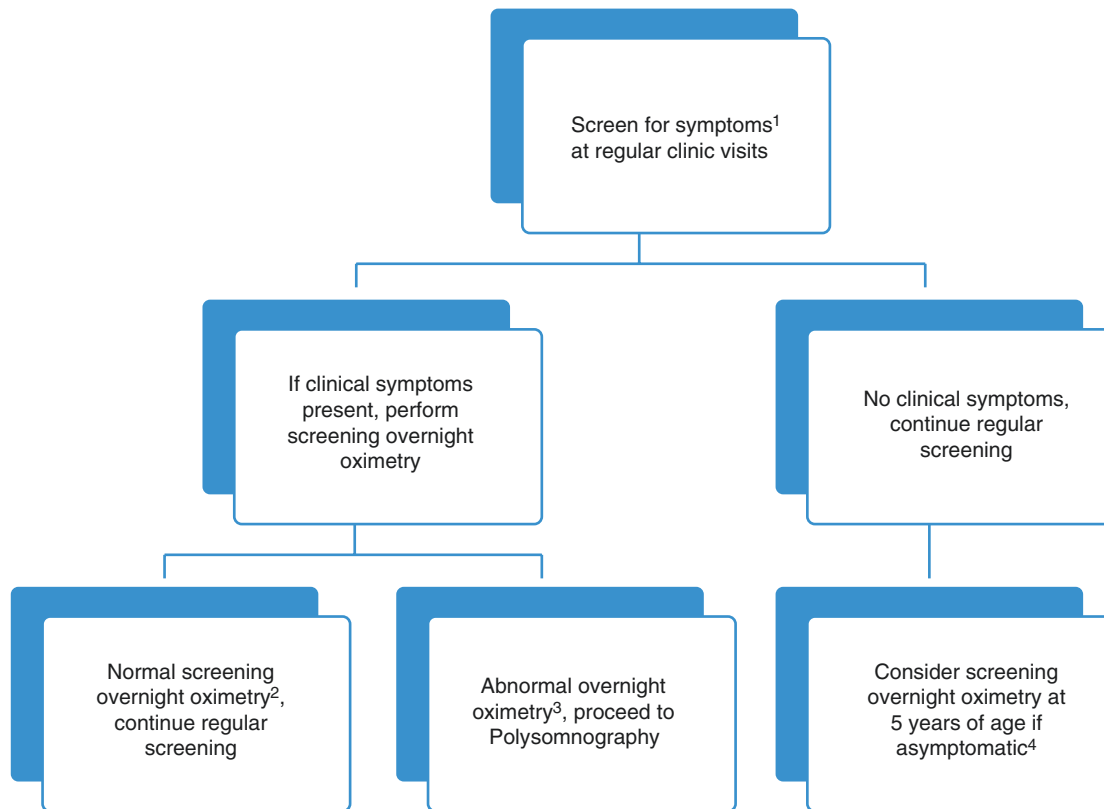 Screen for symptoms¹
at regular clinic visits
If clinical symptoms
present, perform
screening overnight
oximetry
No clinical symptoms,
continue regular
screening
Normal screening
overnight oximetry²,
continue regular
screening
Abnormal overnight
oximetry³, proceed to
Polysomnography
Consider screening
overnight oximetry at
5 years of age if
asymptomatic⁴